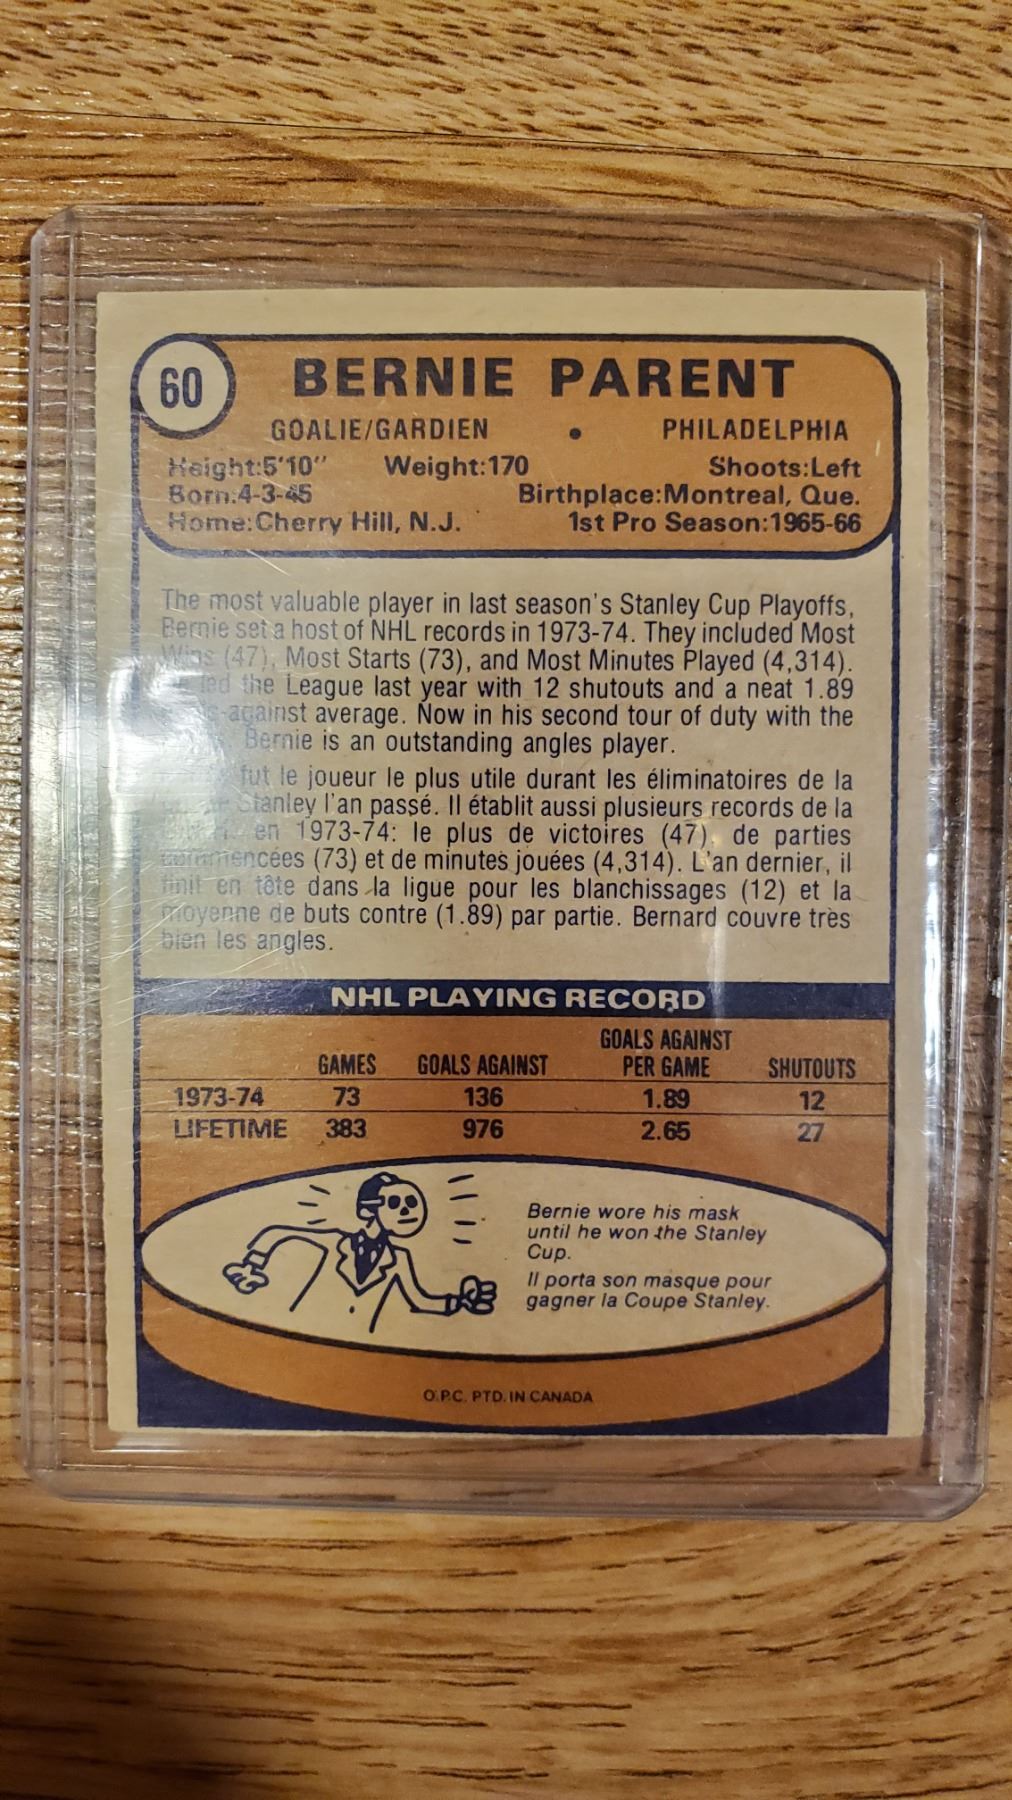 60
BERNIE PARENT
GOALIE/GARDIEN • PHILADELPHIA
Height:5'10" Weight:170 Shoots:Left
Born:4-3-45 Birthplace:Montreal, Que.
Home:Cherry Hill, N.J. 1st Pro Season:1965-66
The most valuable player in last season's Stanley Cup Playoffs,
Bernie set a host of NHL records in 1973-74. They included Most
Wins (47), Most Starts (73), and Most Minutes Played (4,314).
led the League last year with 12 shutouts and a neat 1.89
-against average. Now in his second tour of duty with the
Bernie is an outstanding angles player.
fut le joueur le plus utile durant les éliminatoires de la
Stanley l'an passé. Il établit aussi plusieurs records de la
en 1973-74: le plus de victoires (47), de parties
commencées (73) et de minutes jouées (4,314). L'an dernier, il
finit en tête dans la ligue pour les blanchissages (12) et la
moyenne de buts contre (1.89) par partie. Bernard couvre très
bien les angles.
NHL PLAYING RECORD
GAMES GOALS AGAINST GOALS AGAINST PER GAME SHUTOUTS
1973-74 73 136 1.89 12
LIFETIME 383 976 2.65 27
Bernie wore his mask
until he won the Stanley
Cup.
Il porta son masque pour
gagner la Coupe Stanley.
O.P.C. PTD. IN CANADA